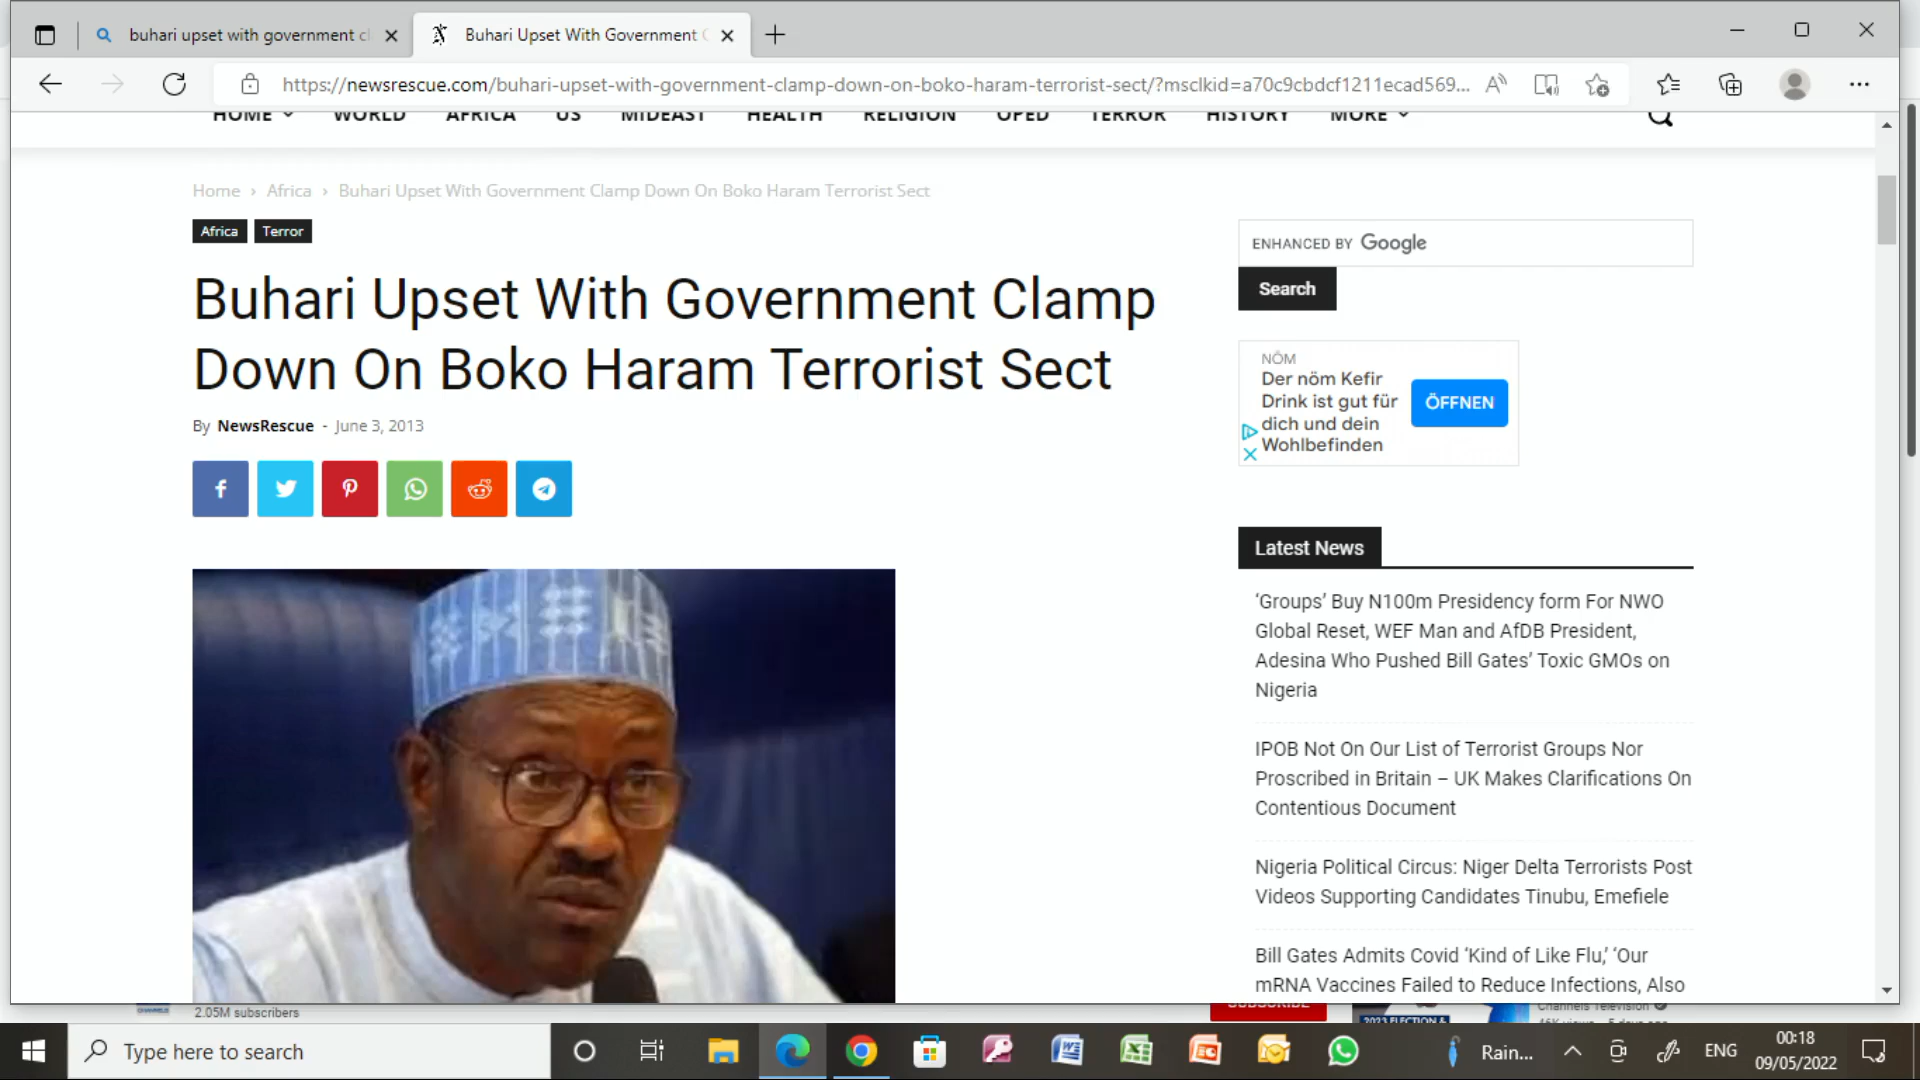 buhari upset with government cl
Buhari Upset With Government C
https://newsrescue.com/buhari-upset-with-government-clamp-down-on-boko-haram-terrorist-sect/?msclkid=a70c9cbdcf1211ecad569...
HOME WORLD AFRICA US MIDEAST HEALTH RELIGION OPED TERROR HISTORY MORE
Home › Africa › Buhari Upset With Government Clamp Down On Boko Haram Terrorist Sect
Africa Terror
Buhari Upset With Government Clamp
Down On Boko Haram Terrorist Sect
By NewsRescue - June 3, 2013
ENHANCED BY Google
Search
NÖM
Der nöm Kefir
Drink ist gut für
dich und dein
Wohlbefinden
ÖFFNEN
Latest News
‘Groups’ Buy N100m Presidency form For NWO
Global Reset, WEF Man and AfDB President,
Adesina Who Pushed Bill Gates’ Toxic GMOs on
Nigeria
IPOB Not On Our List of Terrorist Groups Nor
Proscribed in Britain – UK Makes Clarifications On
Contentious Document
Nigeria Political Circus: Niger Delta Terrorists Post
Videos Supporting Candidates Tinubu, Emefiele
Bill Gates Admits Covid ‘Kind of Like Flu,’ ‘Our
mRNA Vaccines Failed to Reduce Infections, Also
2.05M subscribers
SUBSCRIBE
2023 ELECTION &
Channels Television
Type here to search
Rain...
ENG
00:18
09/05/2022